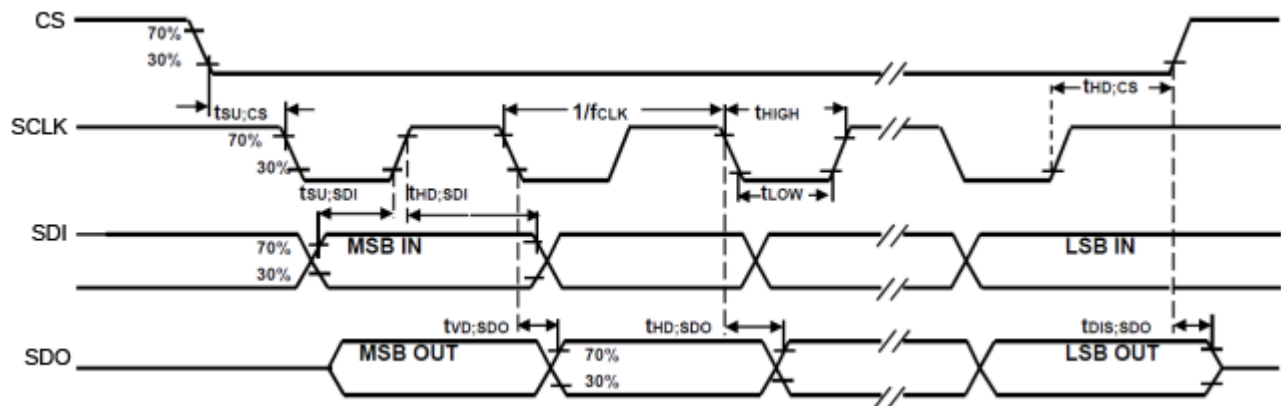 CS
70%
30%
tSU;CS
1/fCLK
tHIGH
tHD;CS
SCLK
70%
30%
tSU;SDI
tHD;SDI
tLOW
SDI
70%
30%
MSB IN
LSB IN
tVD;SDO
tHD;SDO
tDIS;SDO
SDO
MSB OUT
70%
30%
LSB OUT